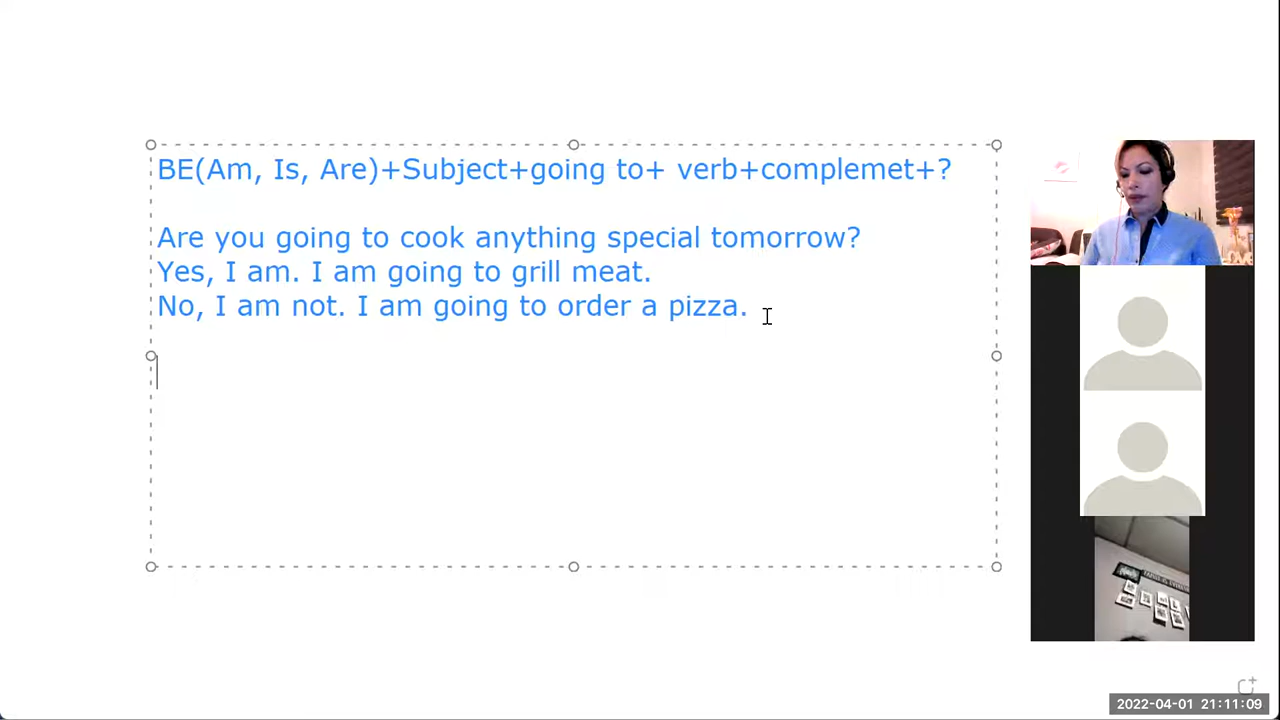 BE(Am, Is, Are)+Subject+going to+ verb+complemet+?
Are you going to cook anything special tomorrow?
Yes, I am. I am going to grill meat.
No, I am not. I am going to order a pizza.
2022-04-01 21:11:09